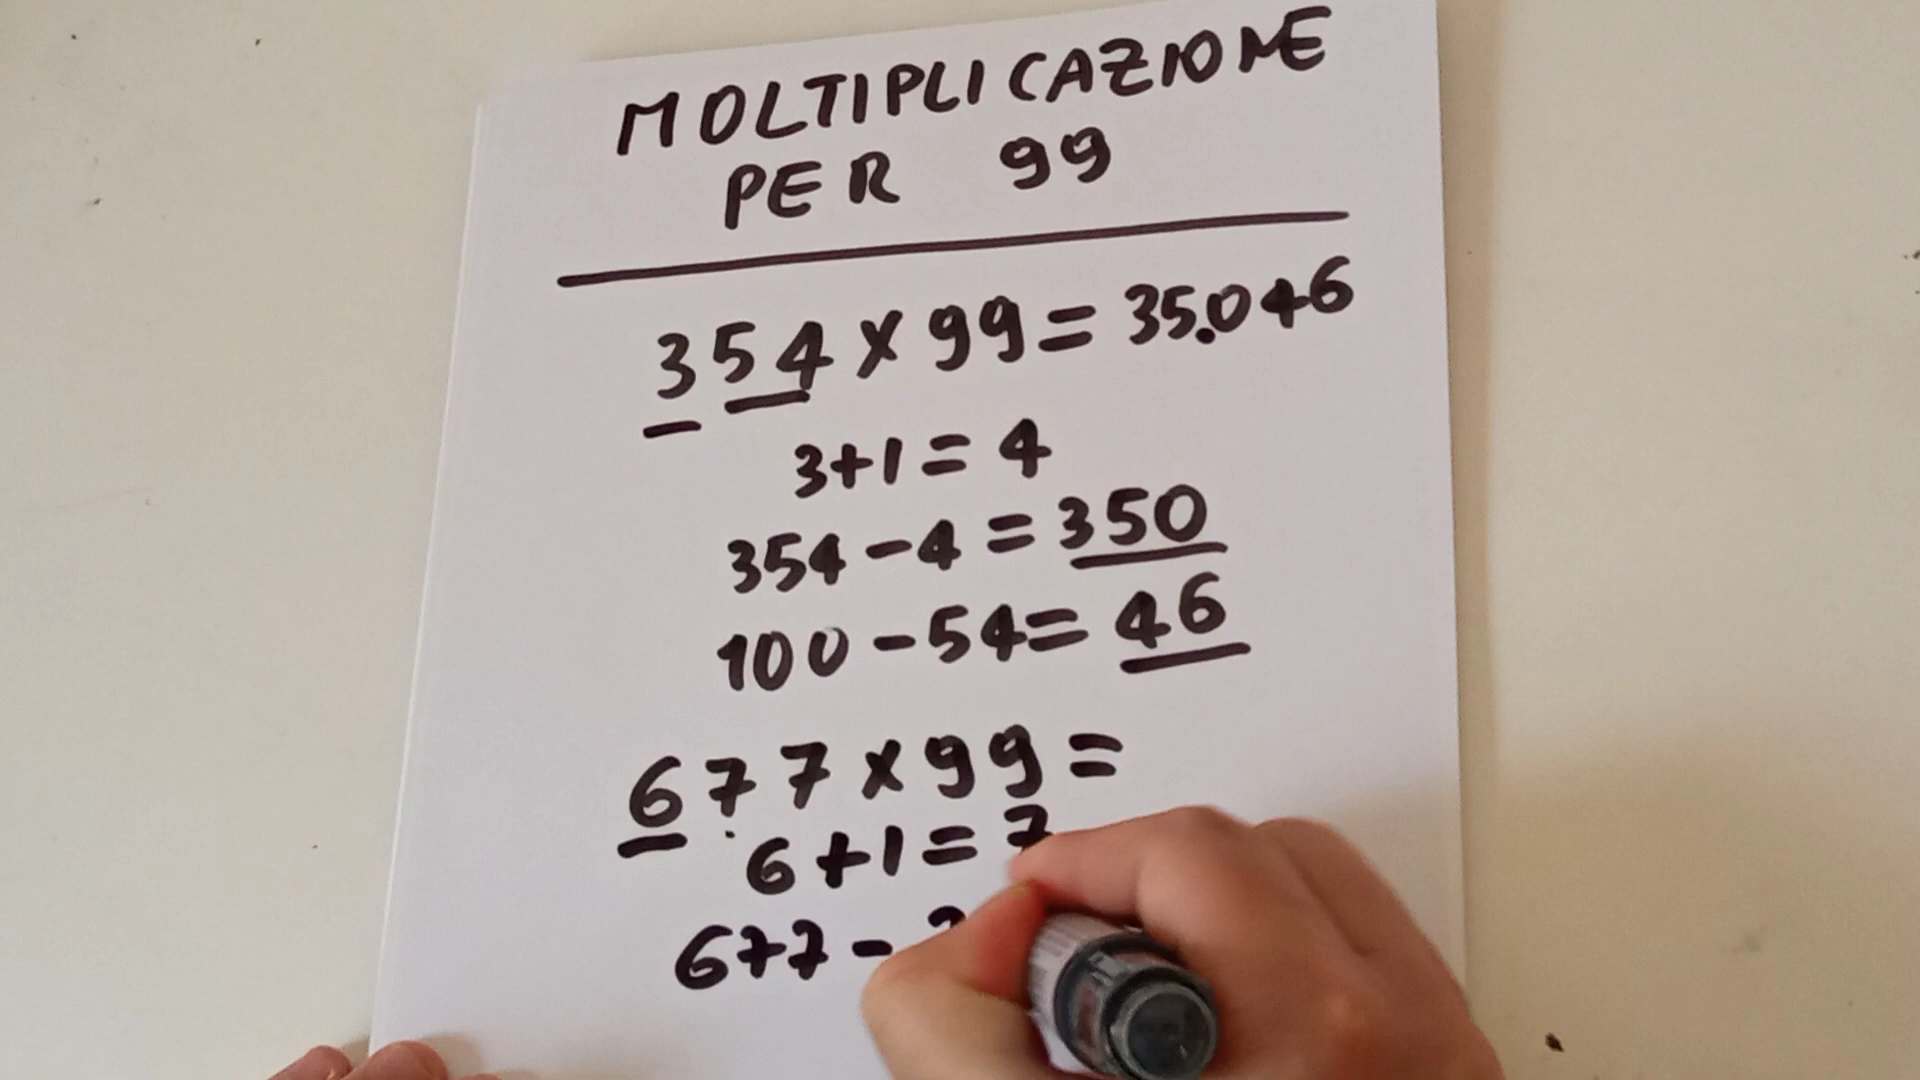 MOLTIPLICAZIONE
PER 99
354 x 99 = 35.046
3+1 = 4
354 - 4 = 350
100 - 54 = 46
677 x 99 =
6+1 = 7
677 -